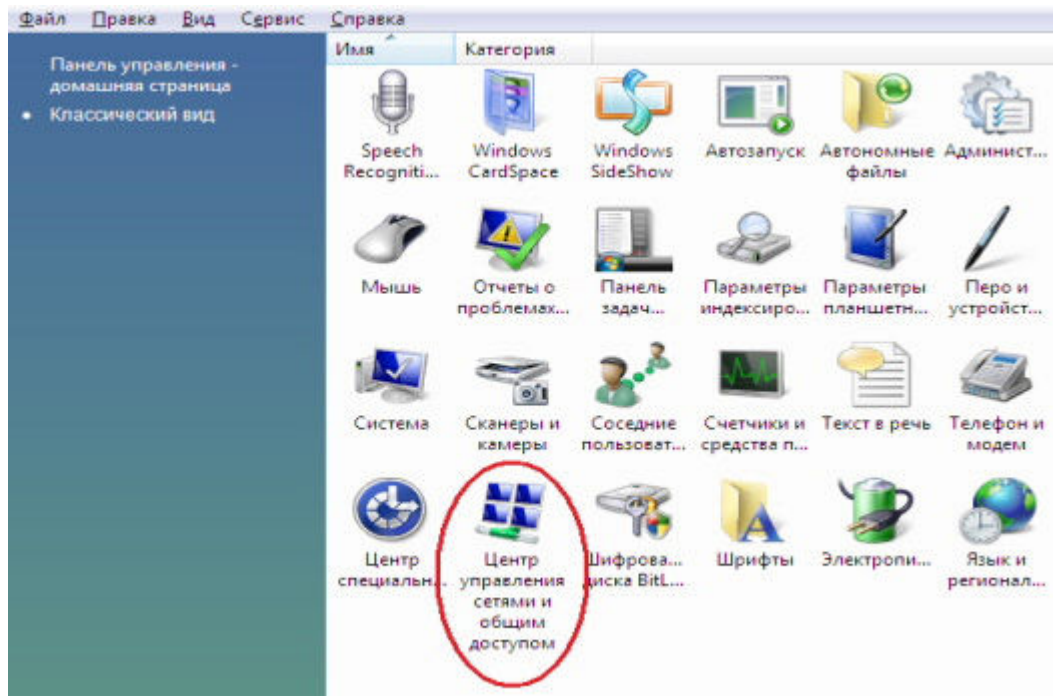 Файл Правка Вид Сервис Справка
Панель управления -
домашняя страница
Классический вид
Имя Категория
Speech
Recogniti...
Windows
CardSpace
Windows
SideShow
Автозапуск
Автономные
файлы
Админист...
Мышь
Отчеты о
проблемах...
Панель
задач...
Параметры
индексиро...
Параметры
планшетн...
Перо и
устройст...
Система
Сканеры и
камеры
Соседние
пользоват...
Счетчики и
средства п...
Текст в речь
Телефон и
модем
Центр
специальн...
Центр
управления
сетями и
общим
доступом
Шифрова...
диска BitL...
Шрифты
Электропи...
Язык и
регионал...